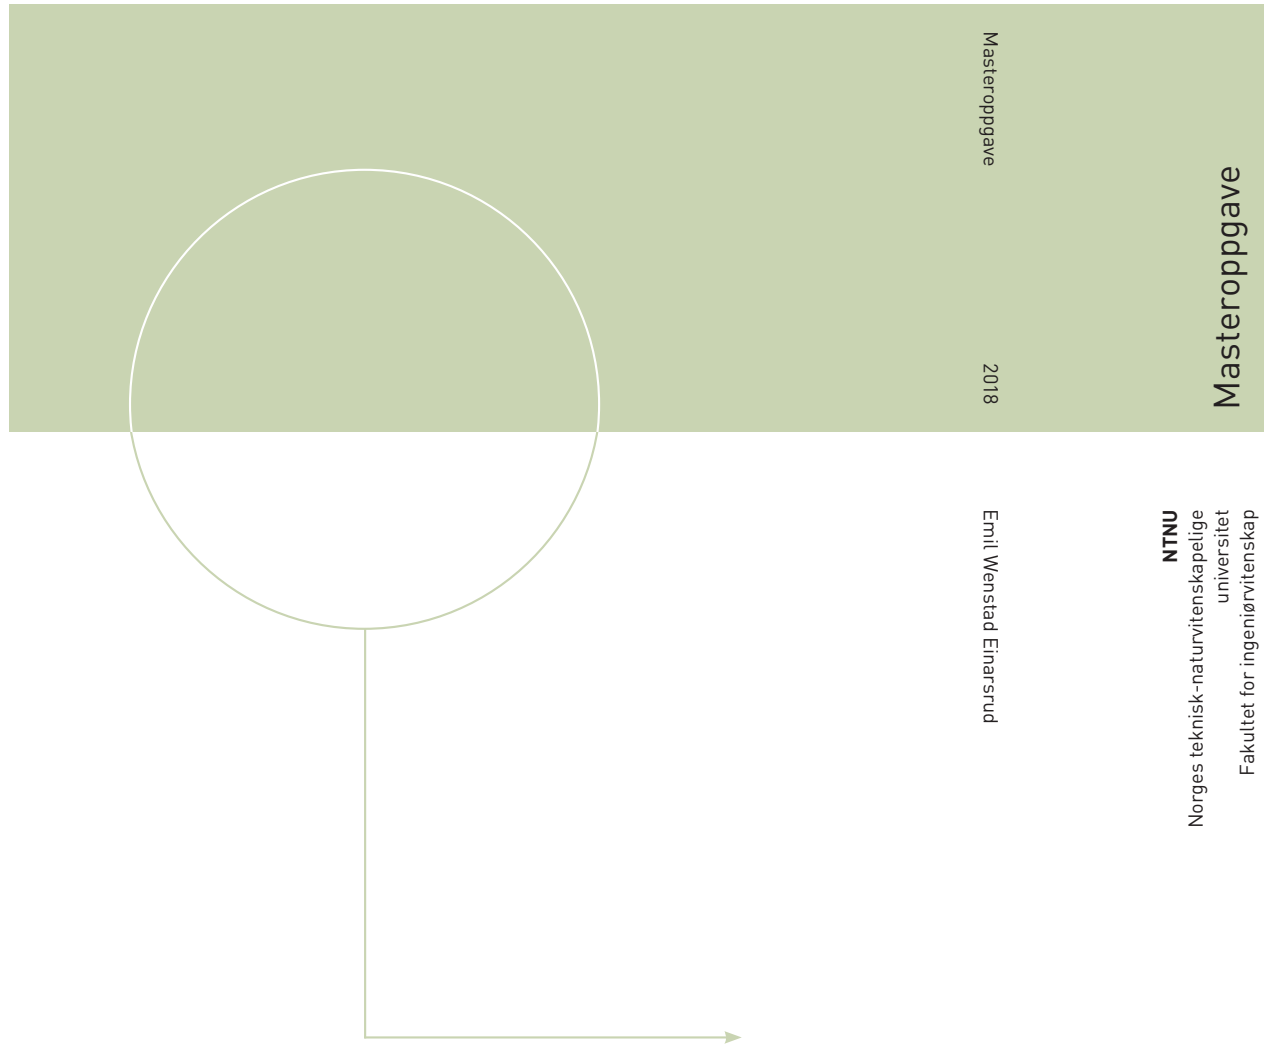 Masteroppgave
2018
Emil Wenstad Einarsrud
Masteroppgave
NTNU
Norges teknisk-naturvitenskapelige
universitet
Fakultet for ingeniørvitenskap